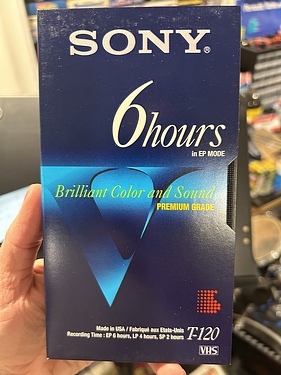 SONY®
6hours
in EP MODE
Brilliant Color and Sound
PREMIUM GRADE
Made in USA / Fabriqué aux Etats-Unis
Recording Time : EP 6 hours, LP 4 hours, SP 2 hours
T-120
VHS